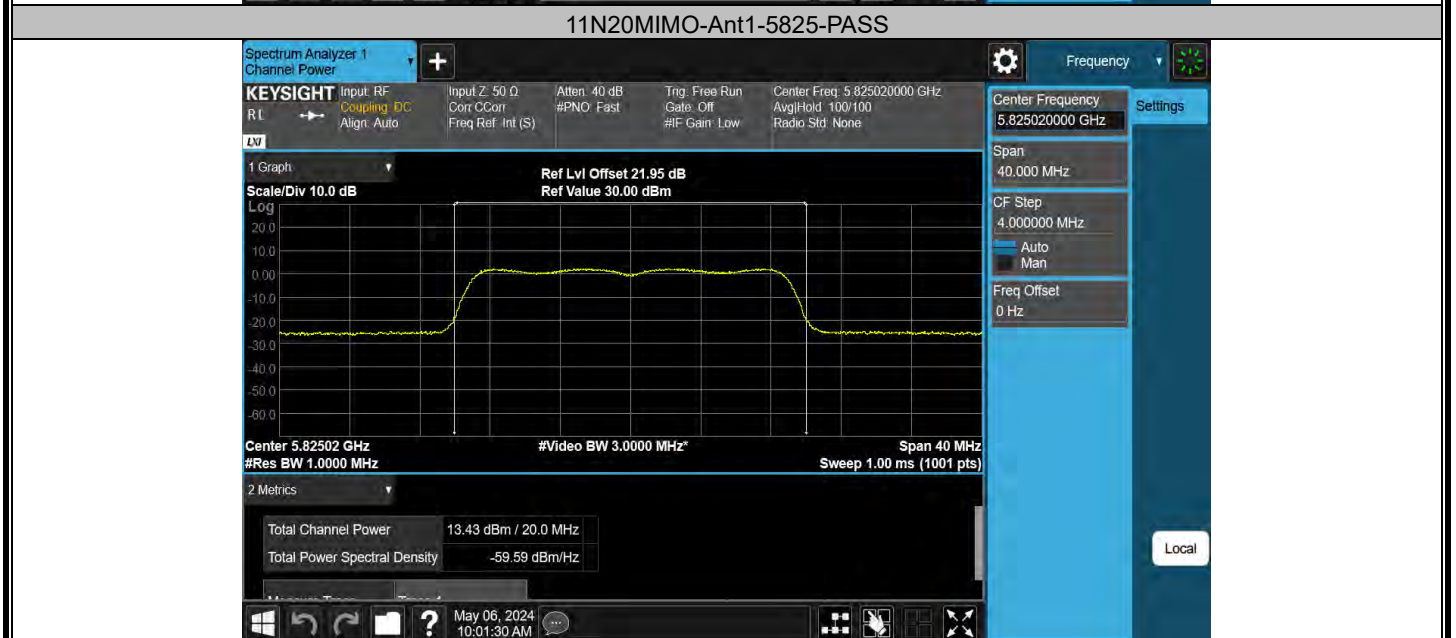 11N20MIMO-Ant1-5825-PASS
Spectrum Analyzer 1
Channel Power
Frequency
KEYSIGHT
RL
LXI
Input: RF
Coupling: DC
Align: Auto
Input Z: 50 Ω
Corr CCorr
Freq Ref: Int (S)
Atten: 40 dB
#PNO: Fast
Trig: Free Run
Gate: Off
#IF Gain: Low
Center Freq: 5.825020000 GHz
Avg|Hold: 100/100
Radio Std: None
Center Frequency
5.825020000 GHz
Settings
Span
40.000 MHz
CF Step
4.000000 MHz
Auto
Man
Freq Offset
0 Hz
1 Graph
Scale/Div 10.0 dB
Ref Lvl Offset 21.95 dB
Ref Value 30.00 dBm
Log
20.0
10.0
0.00
-10.0
-20.0
-30.0
-40.0
-50.0
-60.0
Center 5.82502 GHz
#Video BW 3.0000 MHz*
Span 40 MHz
#Res BW 1.0000 MHz
Sweep 1.00 ms (1001 pts)
2 Metrics
Total Channel Power 13.43 dBm / 20.0 MHz
Total Power Spectral Density -59.59 dBm/Hz
Local
?
May 06, 2024
10:01:30 AM